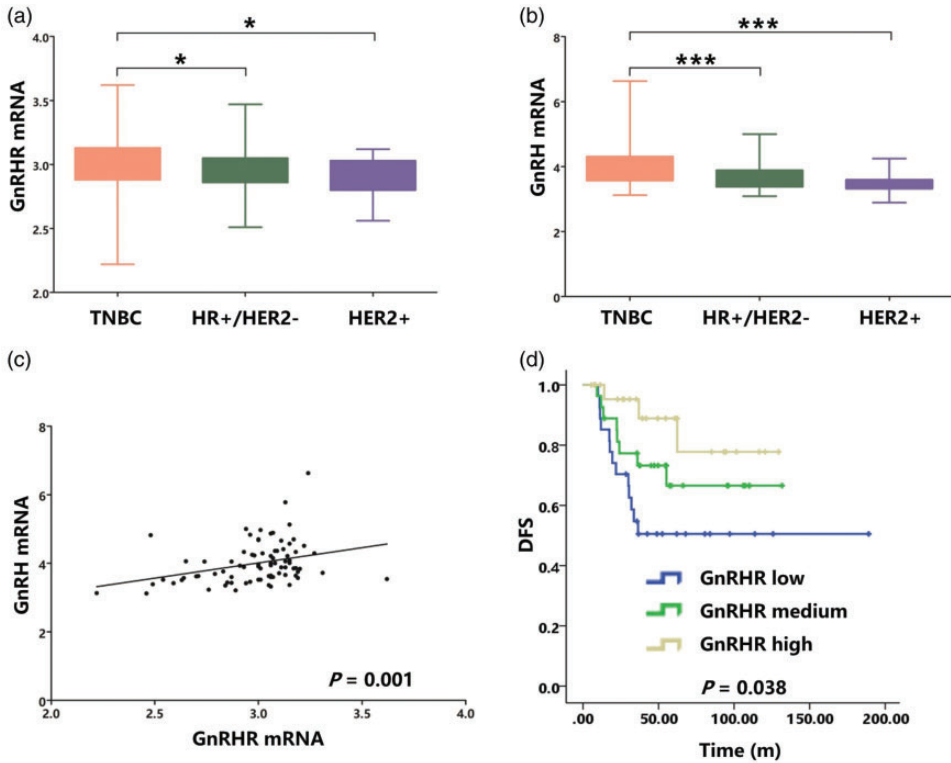 (a)
*
*
GnRHR mRNA
4.0
3.5
3.0
2.5
2.0
TNBC
HR+/HER2-
HER2+
(b)
***
***
GnRH mRNA
8
6
4
2
0
TNBC
HR+/HER2-
HER2+
(c)
GnRH mRNA
8
6
4
2
0
P = 0.001
2.0
2.5
3.0
3.5
4.0
GnRHR mRNA
(d)
DFS
1.0
0.8
0.6
0.4
0.2
0.0
GnRHR low
GnRHR medium
GnRHR high
P = 0.038
.00
50.00
100.00
150.00
200.00
Time (m)